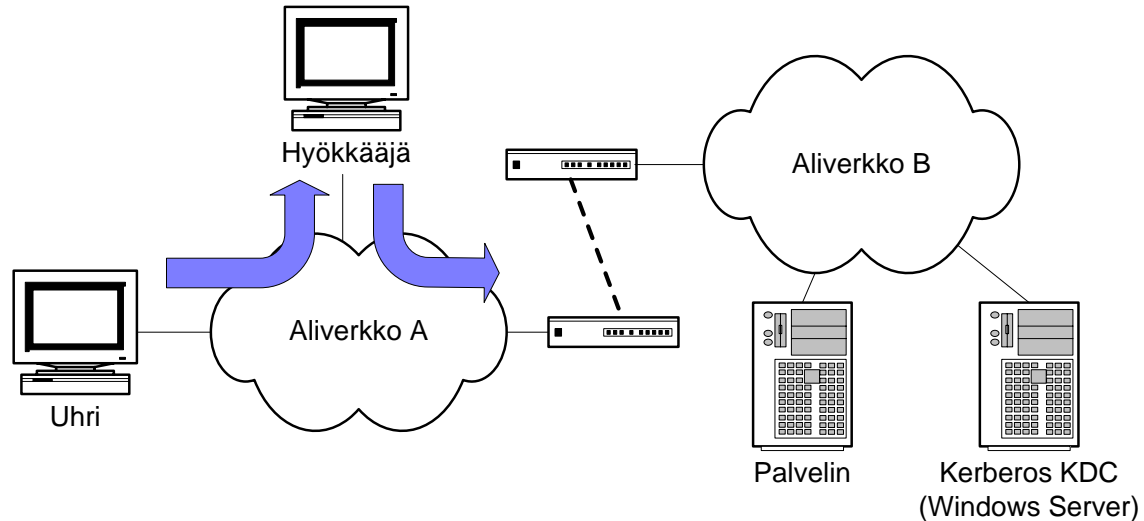 Hyökkääjä
Aliverkko B
Aliverkko A
Uhri
Palvelin
Kerberos KDC
(Windows Server)